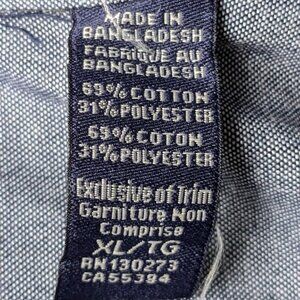 MADE IN
BANGLADESH
FABRIQUE AU
BANGLADESH
69% COTTON
31% POLYESTER
69% COTON
31% POLYESTER
Exclusive of Trim
Garniture Non
Comprise
XL/TG
RN130273
CA55384